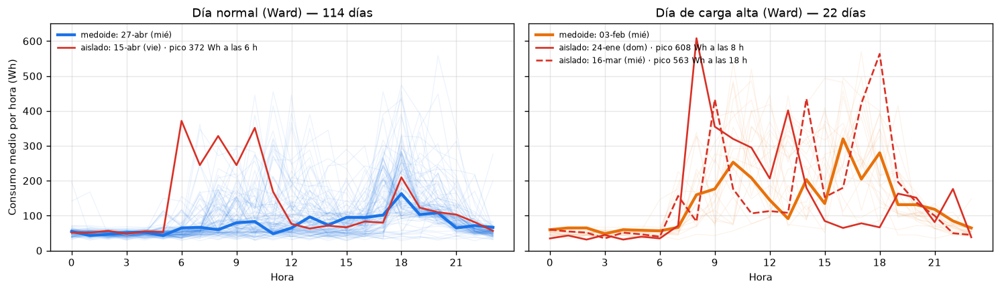 Día normal (Ward) — 114 días
medoide: 27-abr (mié)
aislado: 15-abr (vie) · pico 372 Wh a las 6 h
Consumo medio por hora (Wh)
600
500
400
300
200
100
0
0 3 6 9 12 15 18 21
Hora
Día de carga alta (Ward) — 22 días
medoide: 03-feb (mié)
aislado: 24-ene (dom) · pico 608 Wh a las 8 h
aislado: 16-mar (mié) · pico 563 Wh a las 18 h
0 3 6 9 12 15 18 21
Hora